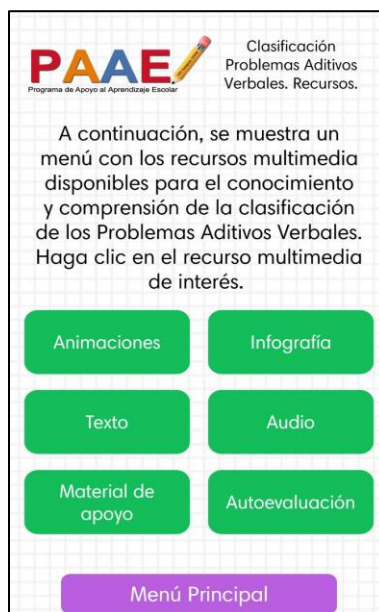 PAAE
Programa de Apoyo al Aprendizaje Escolar
Clasificación
Problemas Aditivos
Verbales. Recursos.
A continuación, se muestra un
menú con los recursos multimedia
disponibles para el conocimiento
y comprensión de la clasificación
de los Problemas Aditivos Verbales.
Haga clic en el recurso multimedia
de interés.
Animaciones
Infografía
Texto
Audio
Material de
apoyo
Autoevaluación
Menú Principal